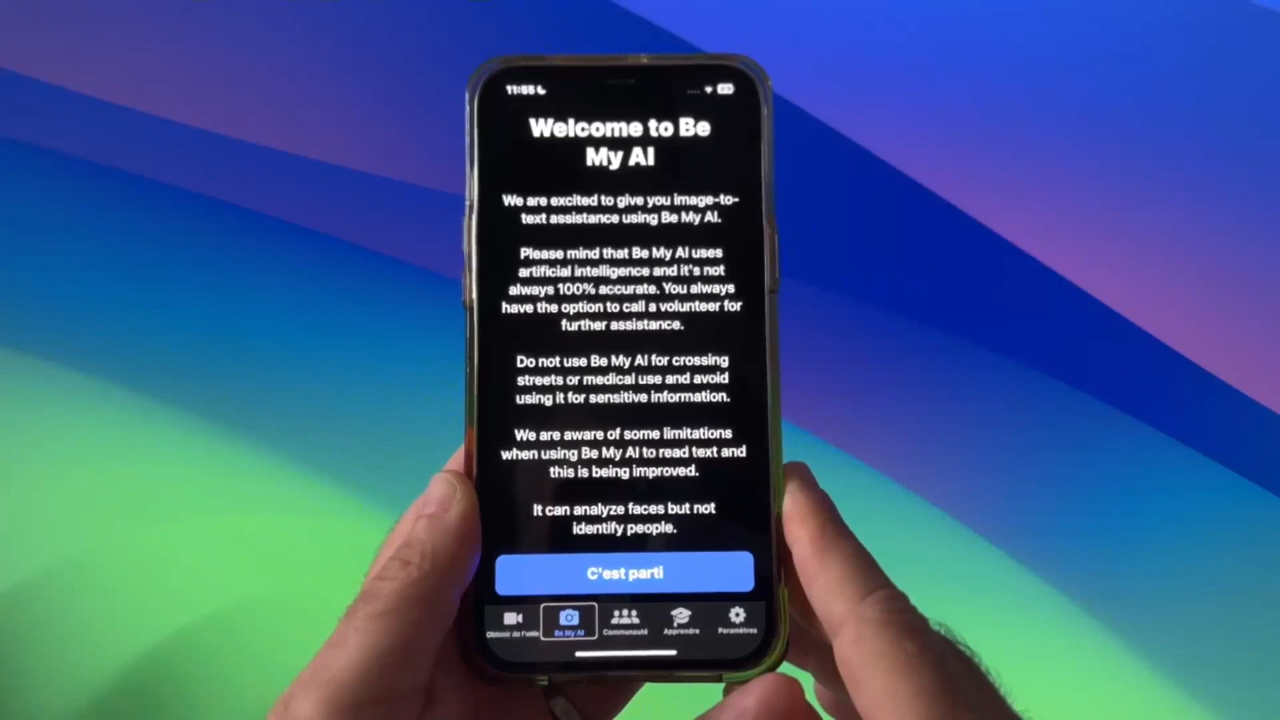 11:55
Welcome to Be
My AI
We are excited to give you image-to-
text assistance using Be My AI.
Please mind that Be My AI uses
artificial intelligence and it's not
always 100% accurate. You always
have the option to call a volunteer for
further assistance.
Do not use Be My AI for crossing
streets or medical use and avoid
using it for sensitive information.
We are aware of some limitations
when using Be My AI to read text and
this is being improved.
It can analyze faces but not
identify people.
C'est parti
Obtenir de l'aide Be My AI Communauté Apprendre Paramètres